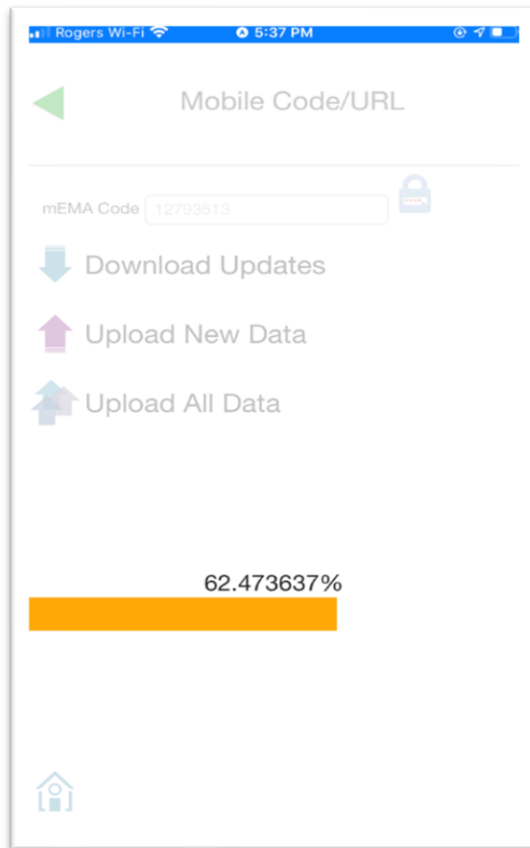 Rogers Wi-Fi 5:37 PM
Mobile Code/URL
mEMA Code 12793513
Download Updates
Upload New Data
Upload All Data
62.473637%